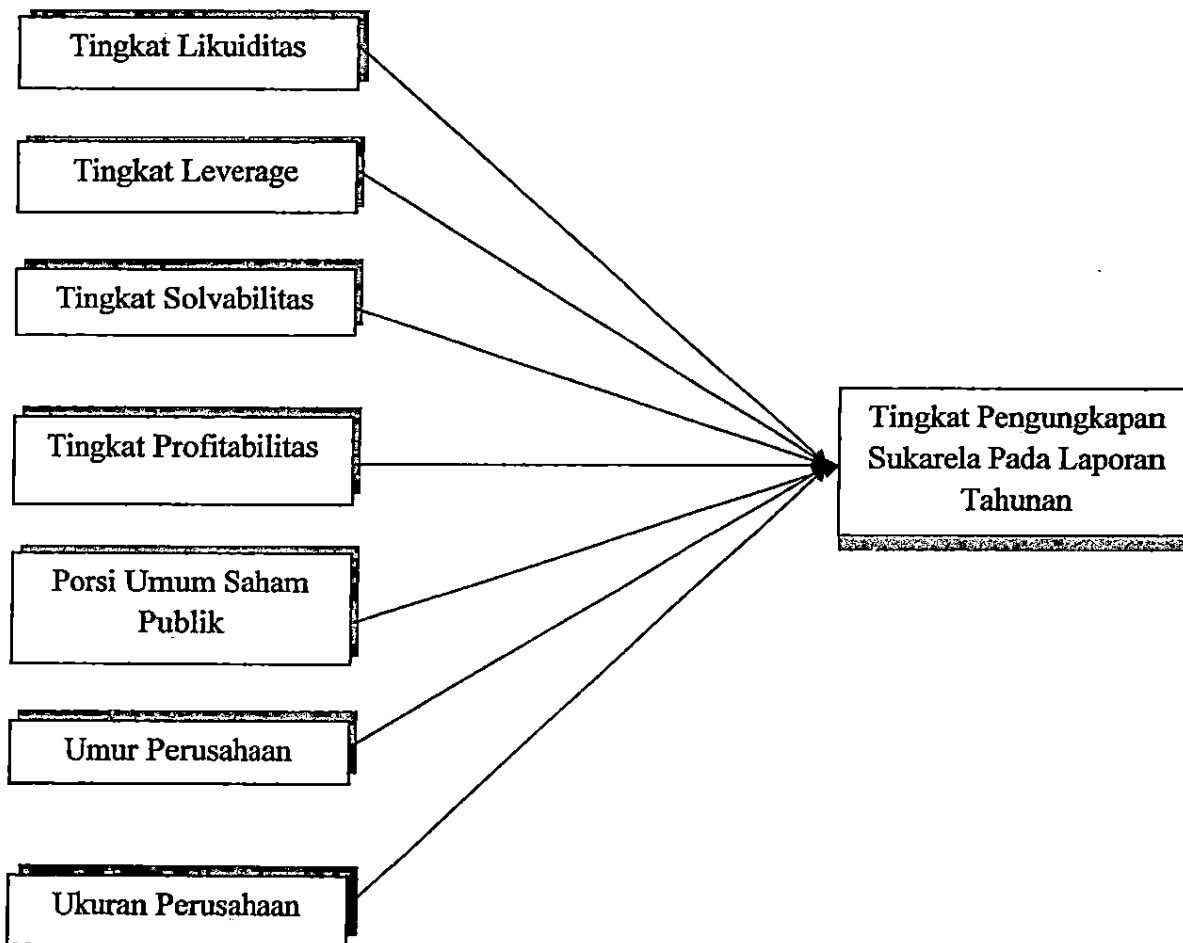 Tingkat Likuiditas
Tingkat Leverage
Tingkat Solvabilitas
Tingkat Profitabilitas
Porsi Umum Saham
Publik
Umur Perusahaan
Ukuran Perusahaan
Tingkat Pengungkapan
Sukarela Pada Laporan
Tahunan